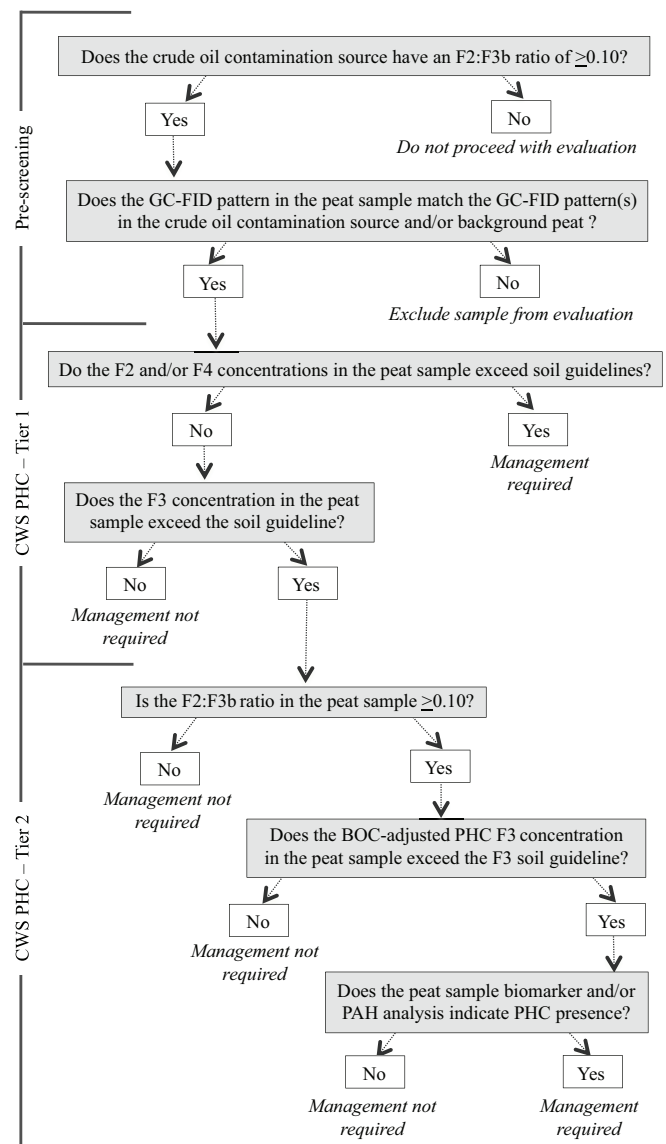 Pre-screening
Does the crude oil contamination source have an F2:F3b ratio of ≥0.10?
Yes
No
Do not proceed with evaluation
Does the GC-FID pattern in the peat sample match the GC-FID pattern(s)
in the crude oil contamination source and/or background peat ?
Yes
No
Exclude sample from evaluation
CWS PHC – Tier 1
Do the F2 and/or F4 concentrations in the peat sample exceed soil guidelines?
No
Yes
Management
required
Does the F3 concentration in the peat
sample exceed the soil guideline?
No
Yes
Management not
required
CWS PHC – Tier 2
Is the F2:F3b ratio in the peat sample ≥0.10?
No
Yes
Management not
required
Does the BOC-adjusted PHC F3 concentration
in the peat sample exceed the F3 soil guideline?
No
Yes
Management not
required
Does the peat sample biomarker and/or
PAH analysis indicate PHC presence?
No
Yes
Management not
required
Management
required